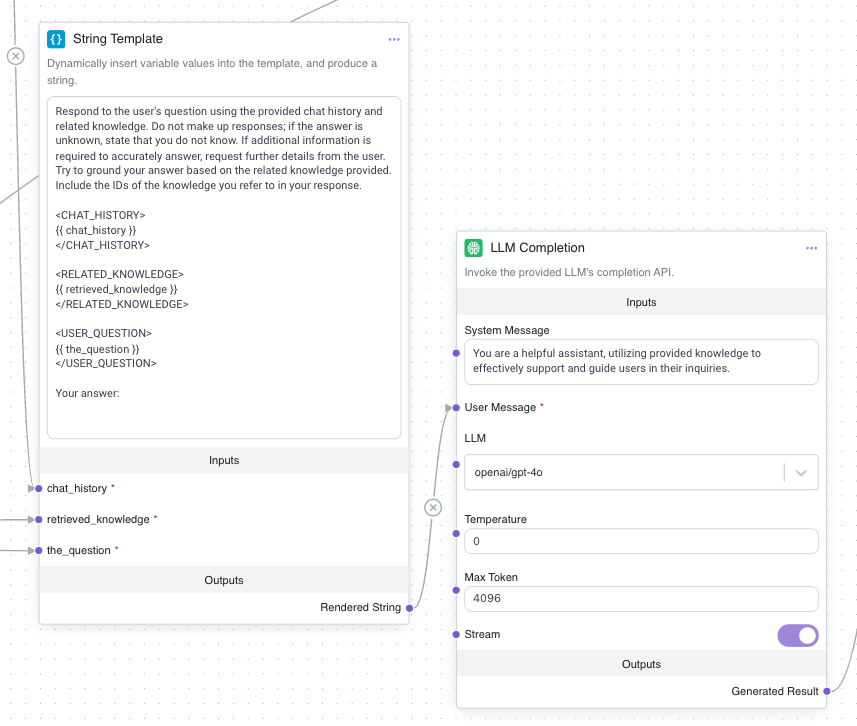 {} String Template
Dynamically insert variable values into the template, and produce a
string.
Respond to the user's question using the provided chat history and
related knowledge. Do not make up responses; if the answer is
unknown, state that you do not know. If additional information is
required to accurately answer, request further details from the user.
Try to ground your answer based on the related knowledge provided.
Include the IDs of the knowledge you refer to in your response.
<CHAT_HISTORY>
{{ chat_history }}
</CHAT_HISTORY>
<RELATED_KNOWLEDGE>
{{ retrieved_knowledge }}
</RELATED_KNOWLEDGE>
<USER_QUESTION>
{{ the_question }}
</USER_QUESTION>
Your answer:
Inputs
chat_history *
retrieved_knowledge *
the_question *
Outputs
Rendered String
LLM Completion
Invoke the provided LLM's completion API.
Inputs
System Message
You are a helpful assistant, utilizing provided knowledge to
effectively support and guide users in their inquiries.
User Message *
LLM
openai/gpt-4o
Temperature
0
Max Token
4096
Stream
Outputs
Generated Result